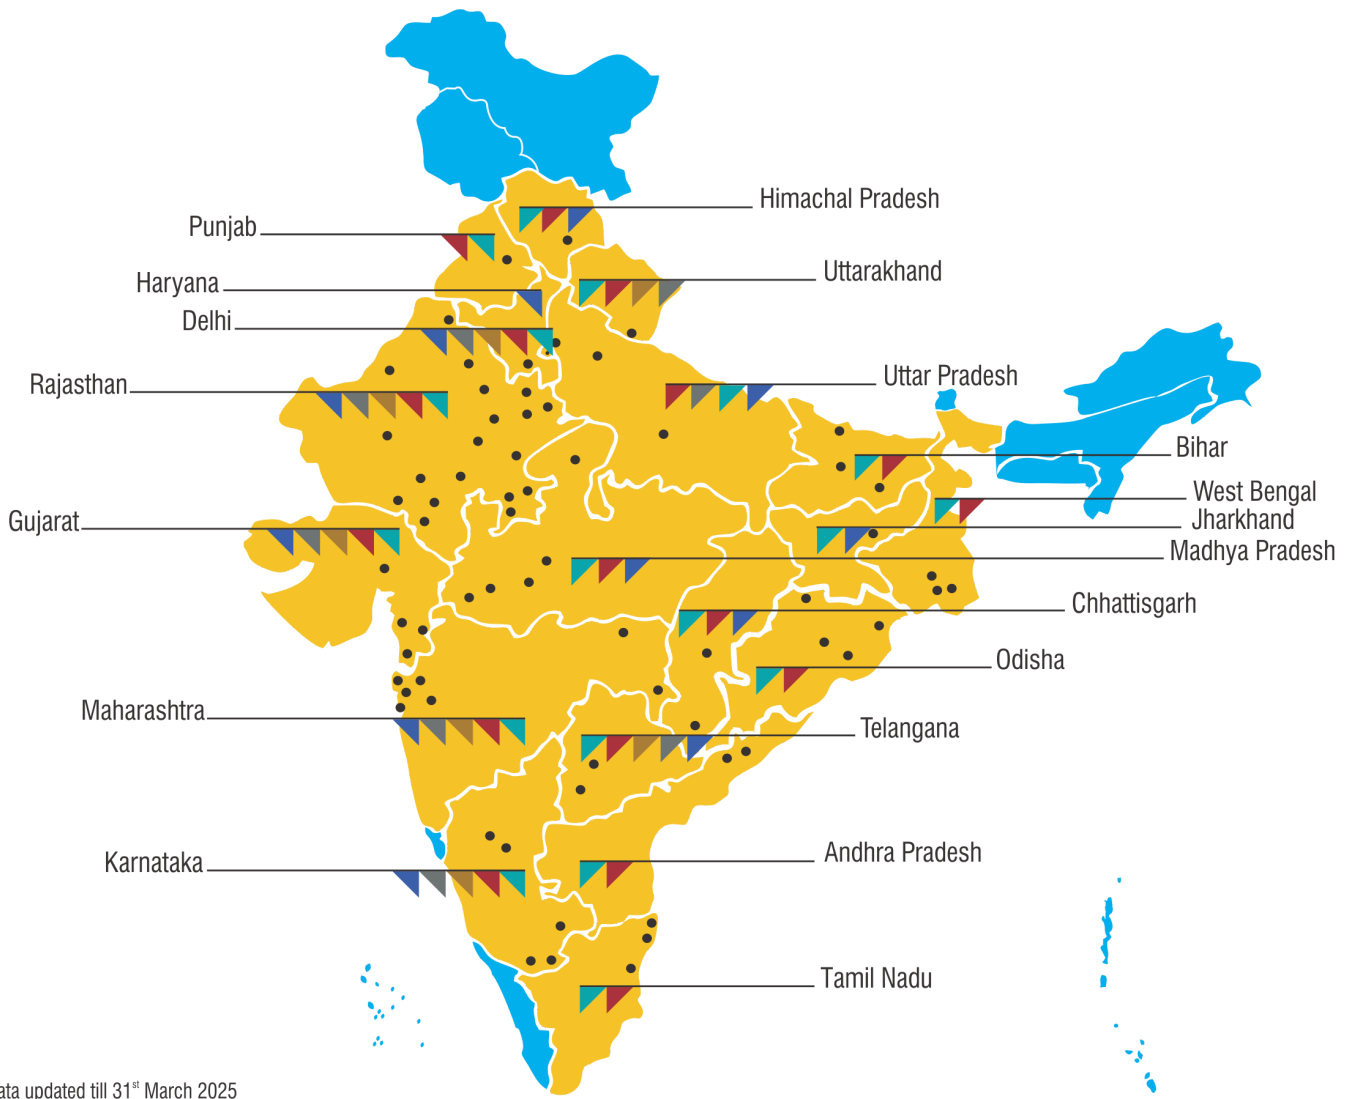 Himachal Pradesh
Punjab
Uttarakhand
Haryana
Delhi
Uttar Pradesh
Rajasthan
Bihar
West Bengal
Gujarat
Jharkhand
Madhya Pradesh
Chhattisgarh
Odisha
Maharashtra
Telangana
Andhra Pradesh
Karnataka
Tamil Nadu
ata updated till 31st March 2025